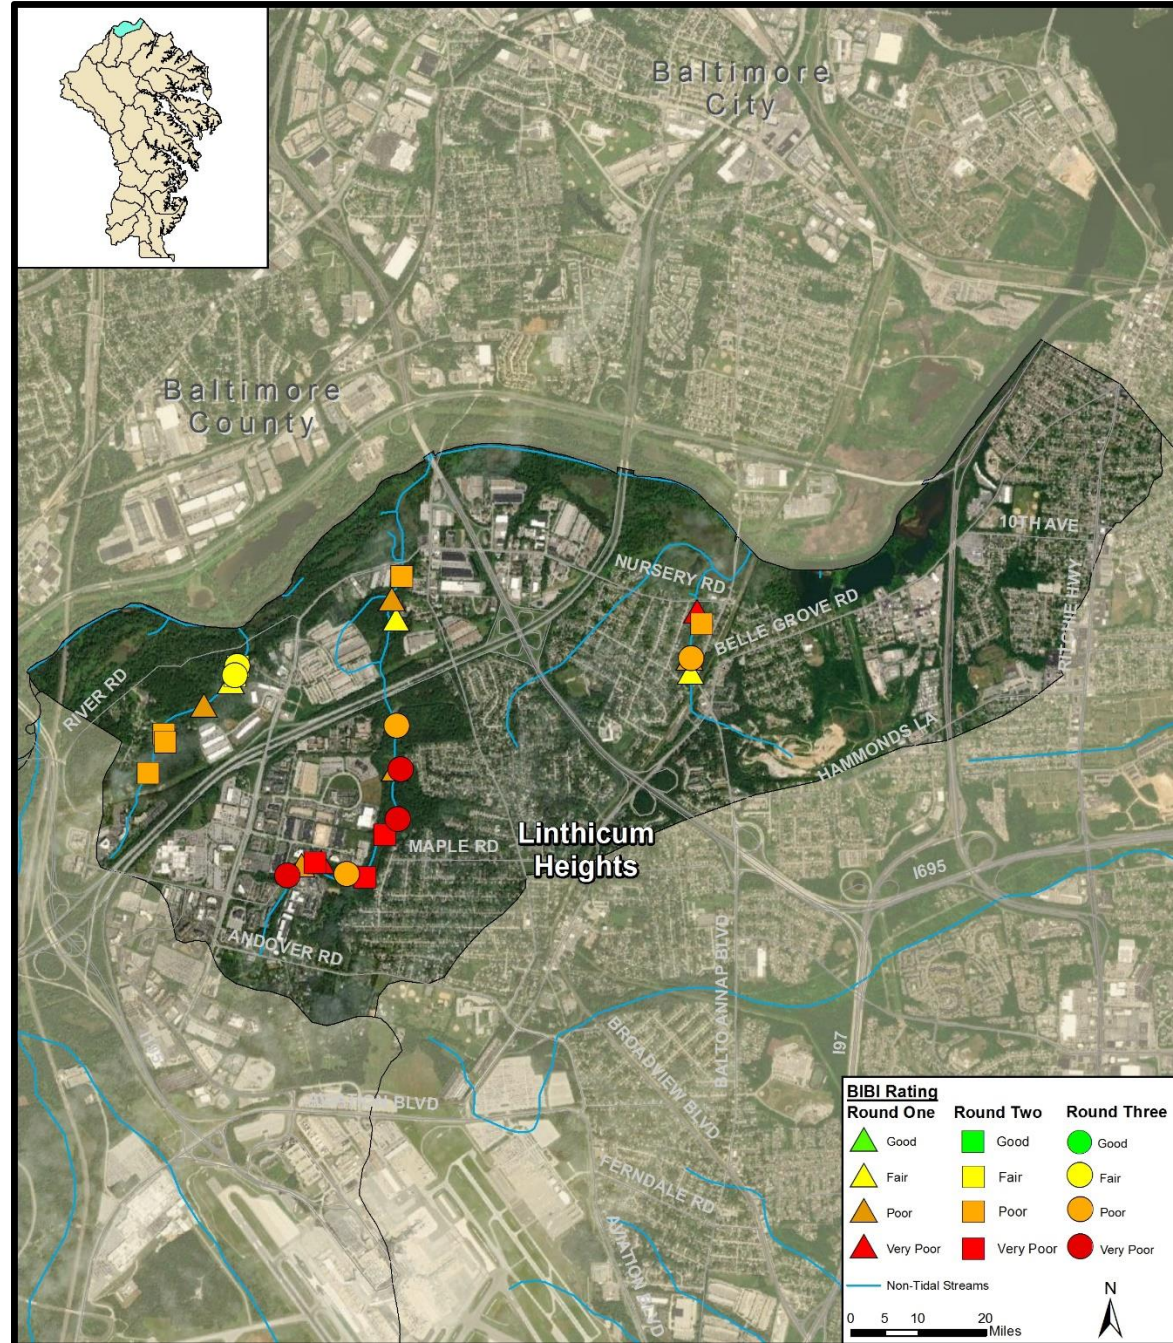 Baltimore
City
Baltimore
County
10TH AVE
NURSERY RD
BELLE GROVE RD
RITCHIE HWY
RIVER RD
HAMMONDS LA
Linthicum
Heights
MAPLE RD
I695
ANDOVER RD
BALTO ANNAP BLVD
I97
BROADVIEW BLVD
AVIATION BLVD
FERNDALE RD
AVIATION BLVD
BIBI Rating
Round One Round Two Round Three
Good Good Good
Fair Fair Fair
Poor Poor Poor
Very Poor Very Poor Very Poor
Non-Tidal Streams
N
0 5 10 20
Miles